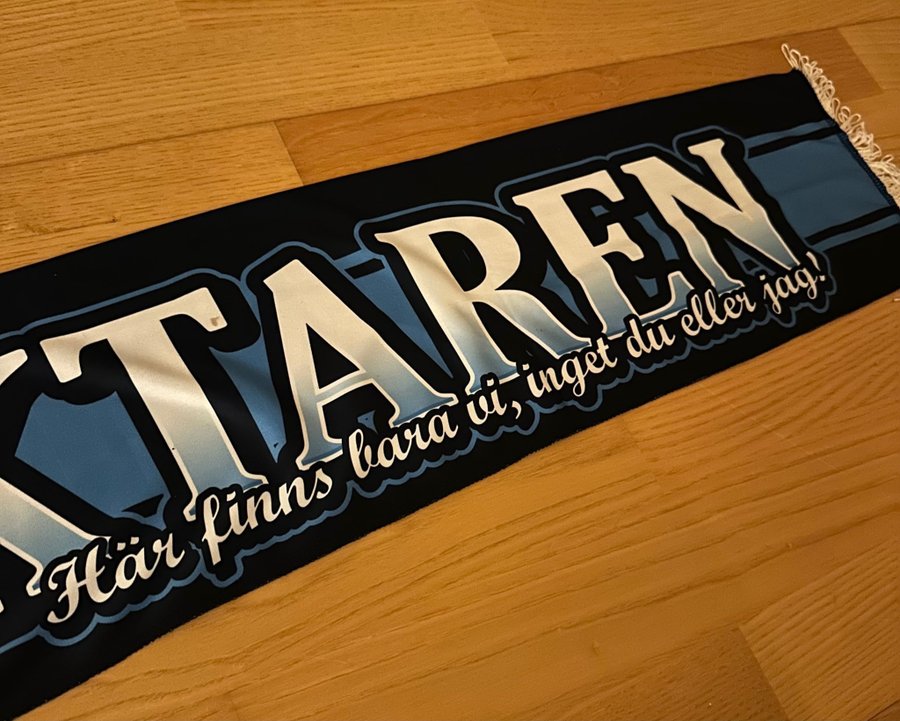 KTAREN
Här finns bara vi, inget du eller jag!